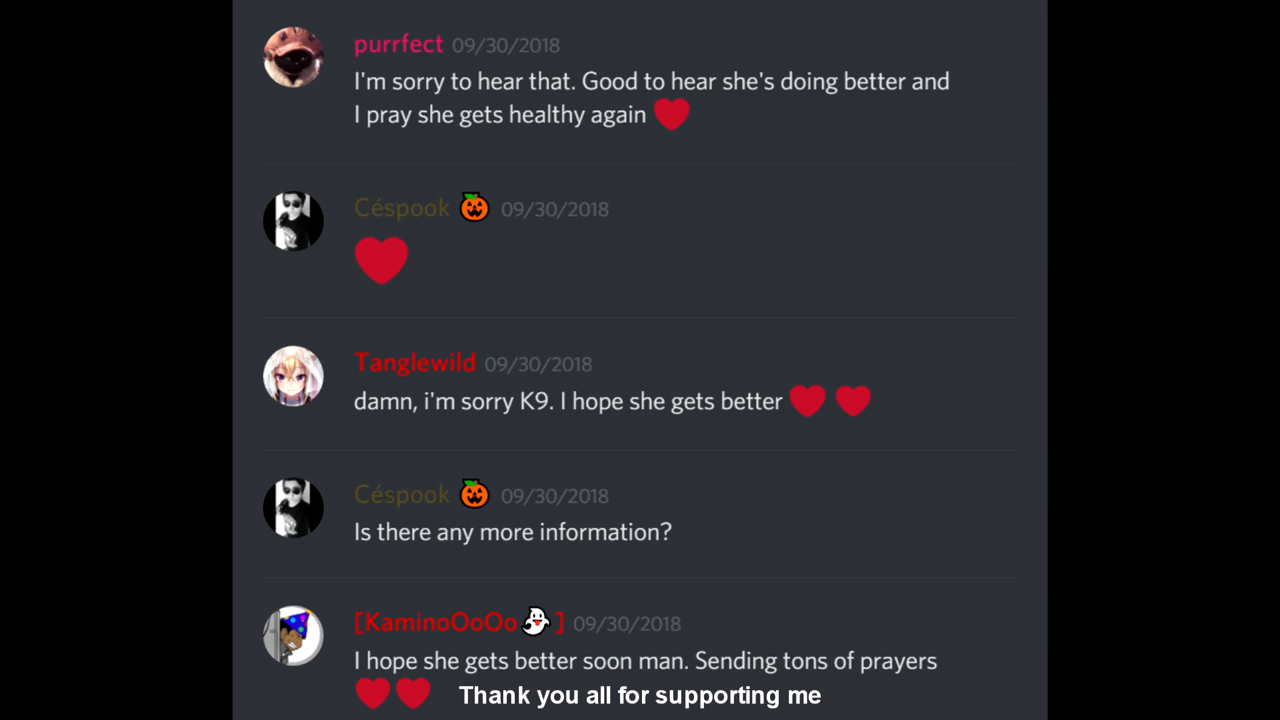 purrfect 09/30/2018
I'm sorry to hear that. Good to hear she's doing better and
I pray she gets healthy again ❤️
Céspook 🎃 09/30/2018
❤️
Tanglewild 09/30/2018
damn, i'm sorry K9. I hope she gets better ❤️ ❤️
Céspook 🎃 09/30/2018
Is there any more information?
[KaminoOoOo👻] 09/30/2018
I hope she gets better soon man. Sending tons of prayers
❤️❤️
Thank you all for supporting me